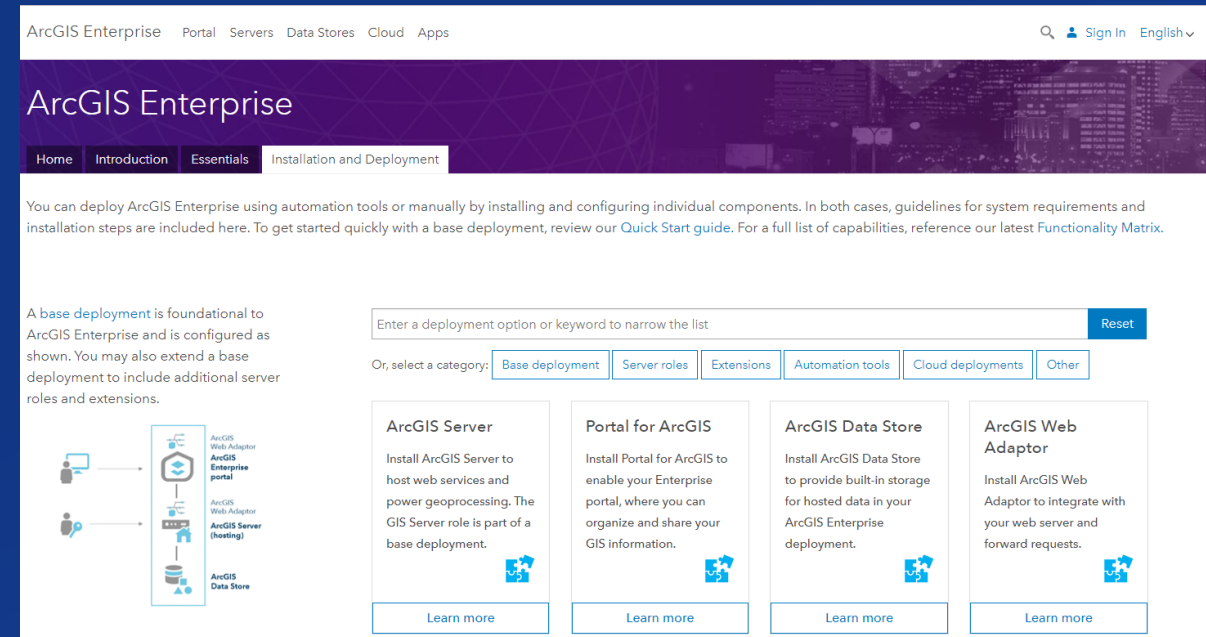 ArcGIS Enterprise Portal Servers Data Stores Cloud Apps Sign In English
ArcGIS Enterprise
Home Introduction Essentials Installation and Deployment
You can deploy ArcGIS Enterprise using automation tools or manually by installing and configuring individual components. In both cases, guidelines for system requirements and
installation steps are included here. To get started quickly with a base deployment, review our Quick Start guide. For a full list of capabilities, reference our latest Functionality Matrix.
A base deployment is foundational to
ArcGIS Enterprise and is configured as
shown. You may also extend a base
deployment to include additional server
roles and extensions.
ArcGIS
Web Adaptor
ArcGIS
Enterprise
portal
ArcGIS
Web Adaptor
ArcGIS Server
(hosting)
ArcGIS
Data Store
Enter a deployment option or keyword to narrow the list Reset
Or, select a category: Base deployment Server roles Extensions Automation tools Cloud deployments Other
ArcGIS Server
Install ArcGIS Server to
host web services and
power geoprocessing. The
GIS Server role is part of a
base deployment.
Learn more
Portal for ArcGIS
Install Portal for ArcGIS to
enable your Enterprise
portal, where you can
organize and share your
GIS information.
Learn more
ArcGIS Data Store
Install ArcGIS Data Store
to provide built-in storage
for hosted data in your
ArcGIS Enterprise
deployment.
Learn more
ArcGIS Web
Adaptor
Install ArcGIS Web
Adaptor to integrate with
your web server and
forward requests.
Learn more